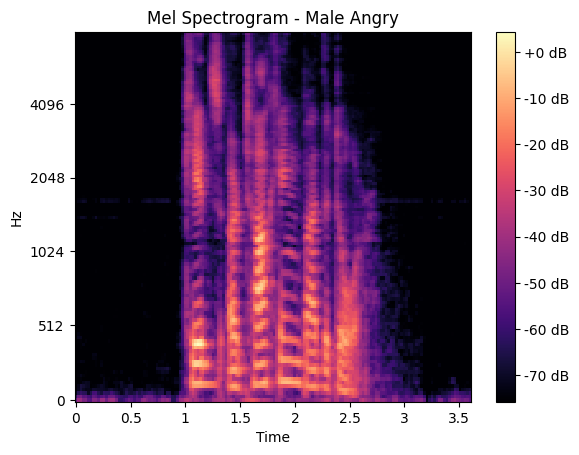 Mel Spectrogram - Male Angry
Hz
4096
2048
1024
512
0
0 0.5 1 1.5 2 2.5 3 3.5
Time
+0 dB
-10 dB
-20 dB
-30 dB
-40 dB
-50 dB
-60 dB
-70 dB